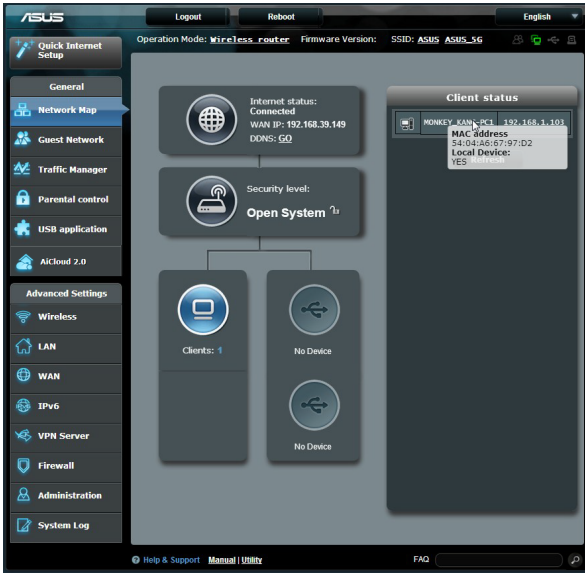 ASUS
Logout
Reboot
English
Quick Internet
Setup
Operation Mode: Wireless router Firmware Version: SSID: ASUS ASUS_5G
General
Network Map
Guest Network
Traffic Manager
Parental control
USB application
AiCloud 2.0
Advanced Settings
Wireless
LAN
WAN
IPv6
VPN Server
Firewall
Administration
System Log
Internet status:
Connected
WAN IP: 192.168.39.149
DDNS: GO
Security level:
Open System
Clients: 1
No Device
No Device
Client status
192.168.1.103
MAC address
54:04:A6:67:97:D2
Local Device:
YES
Refresh
Help & Support Manual | Utility
FAQ